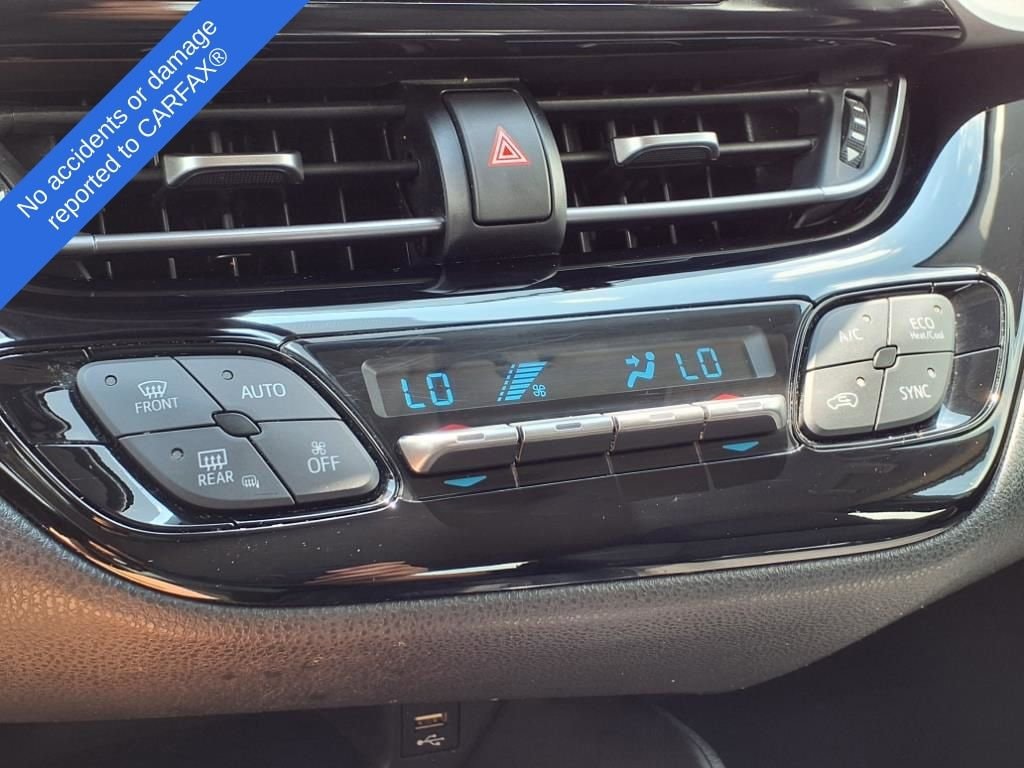 No accidents or damage
reported to CARFAX®
FRONT
AUTO
REAR
OFF
LO
LO
A/C
ECO
Heat/Cool
SYNC